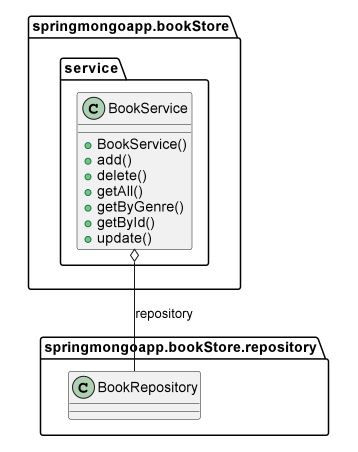 springmongoapp.bookStore
service
C BookService
BookService()
add()
delete()
getAll()
getByGenre()
getById()
update()
repository
springmongoapp.bookStore.repository
C BookRepository